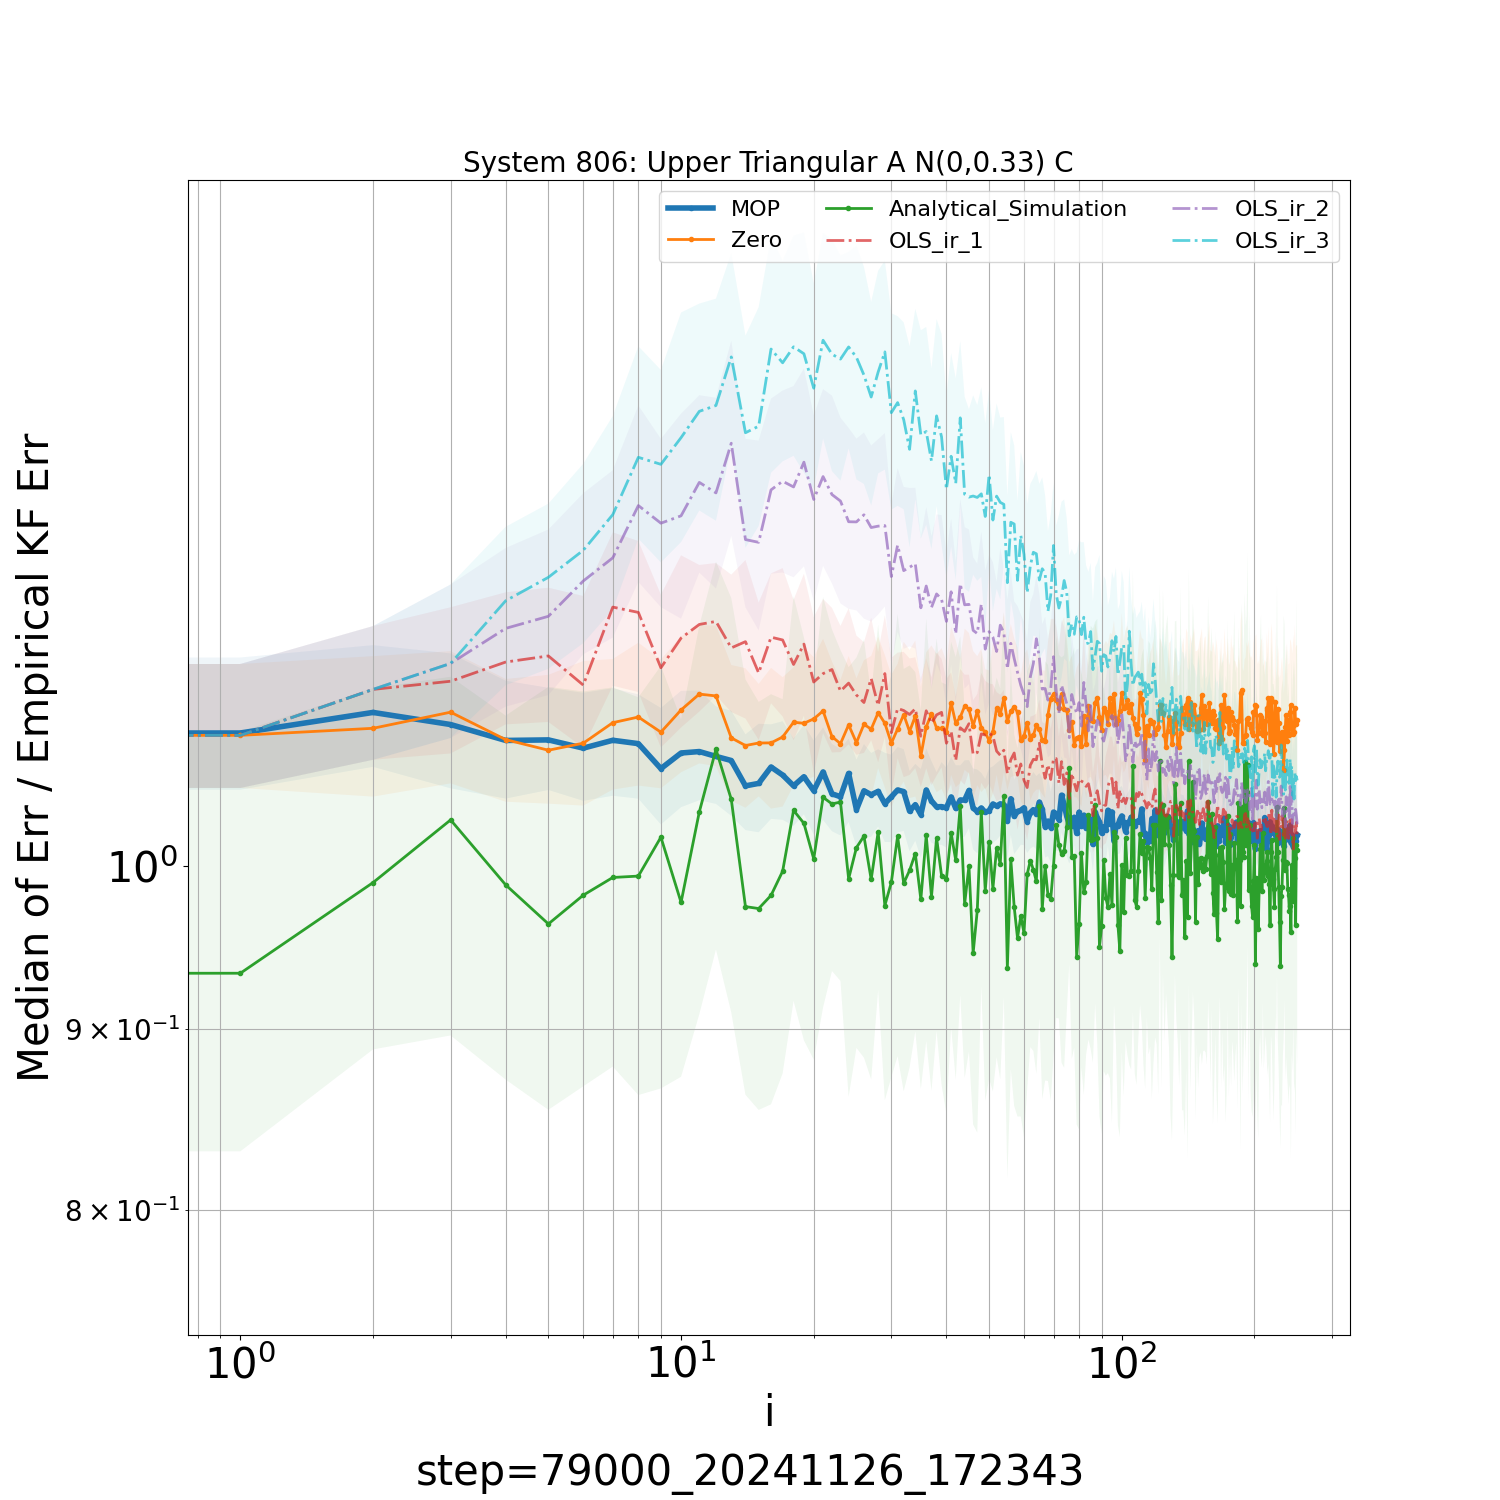 System 806: Upper Triangular A N(0,0.33) C
MOP
Zero
Analytical_Simulation
OLS_ir_1
OLS_ir_2
OLS_ir_3
Median of Err / Empirical KF Err
10⁰
9 × 10⁻¹
8 × 10⁻¹
10⁰ 10¹ 10²
i
step=79000_20241126_172343